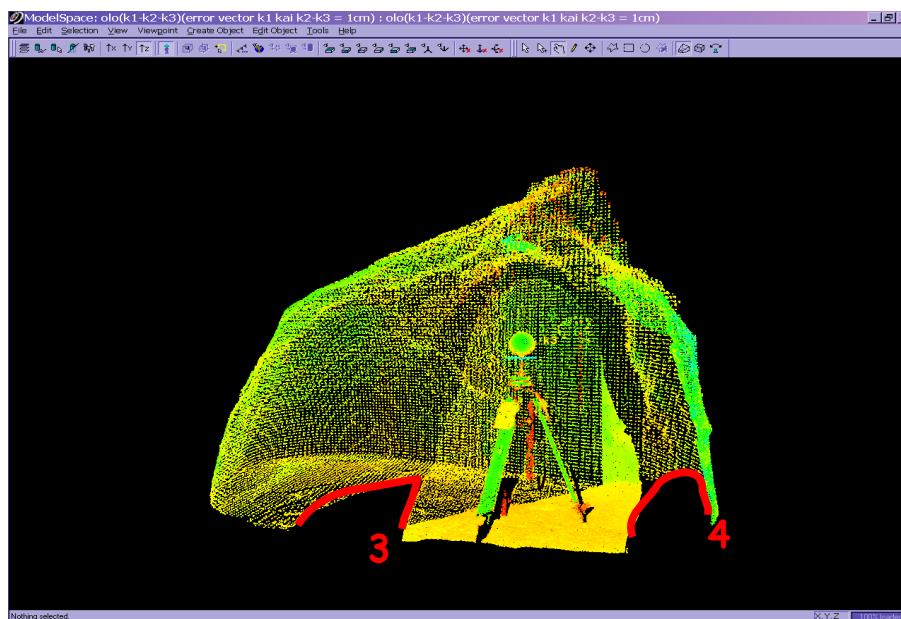 ModelSpace: olo(k1-k2-k3)(error vector k1 kai k2-k3 = 1cm) : olo(k1-k2-k3)(error vector k1 kai k2-k3 = 1cm)
File Edit Selection View Viewpoint Create Object Edit Object Tools Help
k3
3
4
Nothing selected.
X, Y, Z